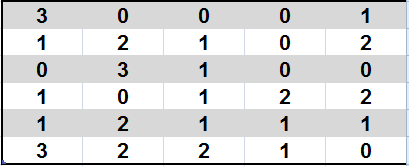 3 0 0 0 1
1 2 1 0 2
0 3 1 0 0
1 0 1 2 2
1 2 1 1 1
3 2 2 1 0